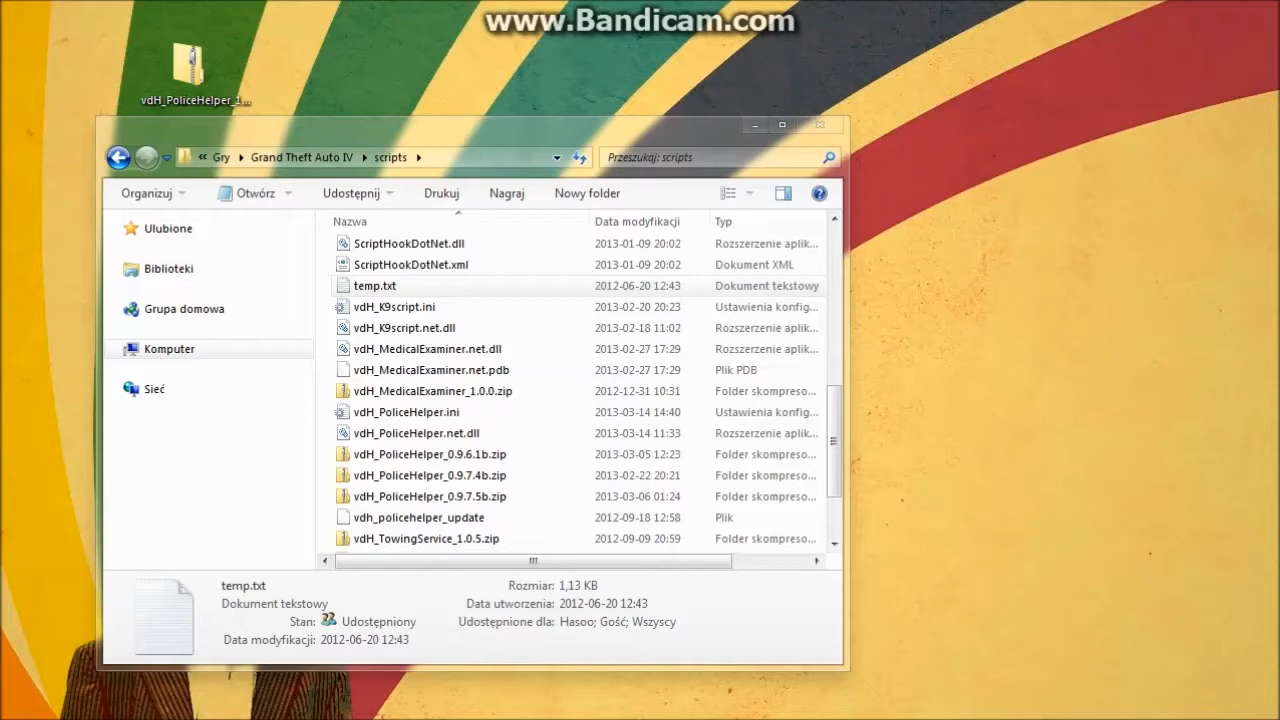 www.Bandicam.com
vdH_PoliceHelper_1...
« Gry Grand Theft Auto IV scripts
Przeszukaj: scripts
Organizuj Otwórz Udostępnij Drukuj Nagraj Nowy folder
Nazwa Data modyfikacji Typ
Ulubione
Biblioteki
Grupa domowa
Komputer
Sieć
ScriptHookDotNet.dll 2013-01-09 20:02 Rozszerzenie aplik...
ScriptHookDotNet.xml 2013-01-09 20:02 Dokument XML
temp.txt 2012-06-20 12:43 Dokument tekstowy
vdH_K9script.ini 2013-02-20 20:23 Ustawienia konfig...
vdH_K9script.net.dll 2013-02-18 11:02 Rozszerzenie aplik...
vdH_MedicalExaminer.net.dll 2013-02-27 17:29 Rozszerzenie aplik...
vdH_MedicalExaminer.net.pdb 2013-02-27 17:29 Plik PDB
vdH_MedicalExaminer_1.0.0.zip 2012-12-31 10:31 Folder skompreso...
vdH_PoliceHelper.ini 2013-03-14 14:40 Ustawienia konfig...
vdH_PoliceHelper.net.dll 2013-03-14 11:33 Rozszerzenie aplik...
vdH_PoliceHelper_0.9.6.1b.zip 2013-03-05 12:23 Folder skompreso...
vdH_PoliceHelper_0.9.7.4b.zip 2013-02-22 20:21 Folder skompreso...
vdH_PoliceHelper_0.9.7.5b.zip 2013-03-06 01:24 Folder skompreso...
vdh_policehelper_update 2012-09-18 12:58 Plik
vdH_TowingService_1.0.5.zip 2012-09-09 20:59 Folder skompreso...
temp.txt Rozmiar: 1,13 KB
Dokument tekstowy Data utworzenia: 2012-06-20 12:43
Stan: Udostępniony Udostępnione dla: Hasoo; Gość; Wszyscy
Data modyfikacji: 2012-06-20 12:43